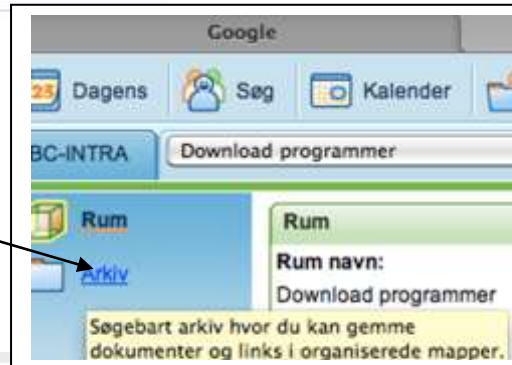 Google
Dagens Søg Kalender
BC-INTRA Download programmer
Rum Rum
Arkiv Rum navn:
Download programmer
Søgebart arkiv hvor du kan gemme
dokumenter og links i organiserede mapper.